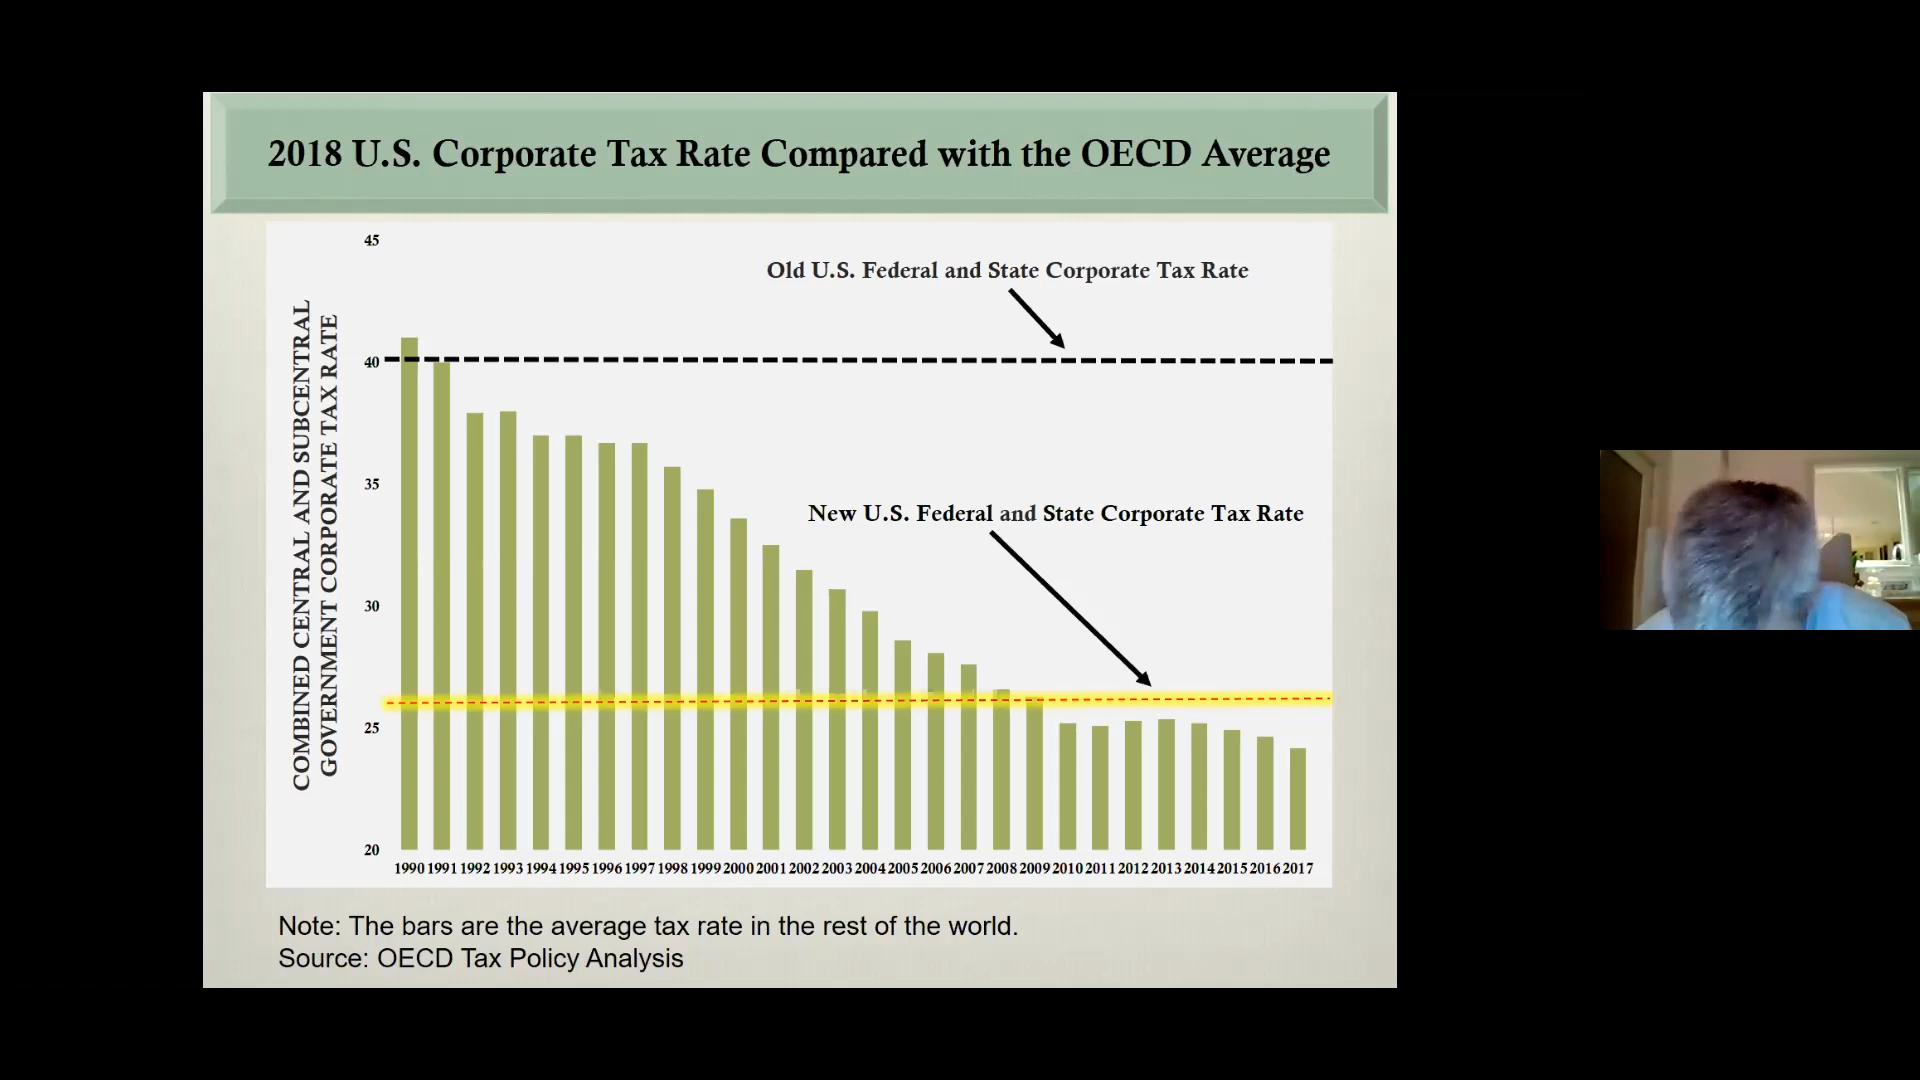 2018 U.S. Corporate Tax Rate Compared with the OECD Average
45
Old U.S. Federal and State Corporate Tax Rate
40
35
New U.S. Federal and State Corporate Tax Rate
30
25
20
COMBINED CENTRAL AND SUBCENTRAL
GOVERNMENT CORPORATE TAX RATE
1990 1991 1992 1993 1994 1995 1996 1997 1998 1999 2000 2001 2002 2003 2004 2005 2006 2007 2008 2009 2010 2011 2012 2013 2014 2015 2016 2017
Note: The bars are the average tax rate in the rest of the world.
Source: OECD Tax Policy Analysis